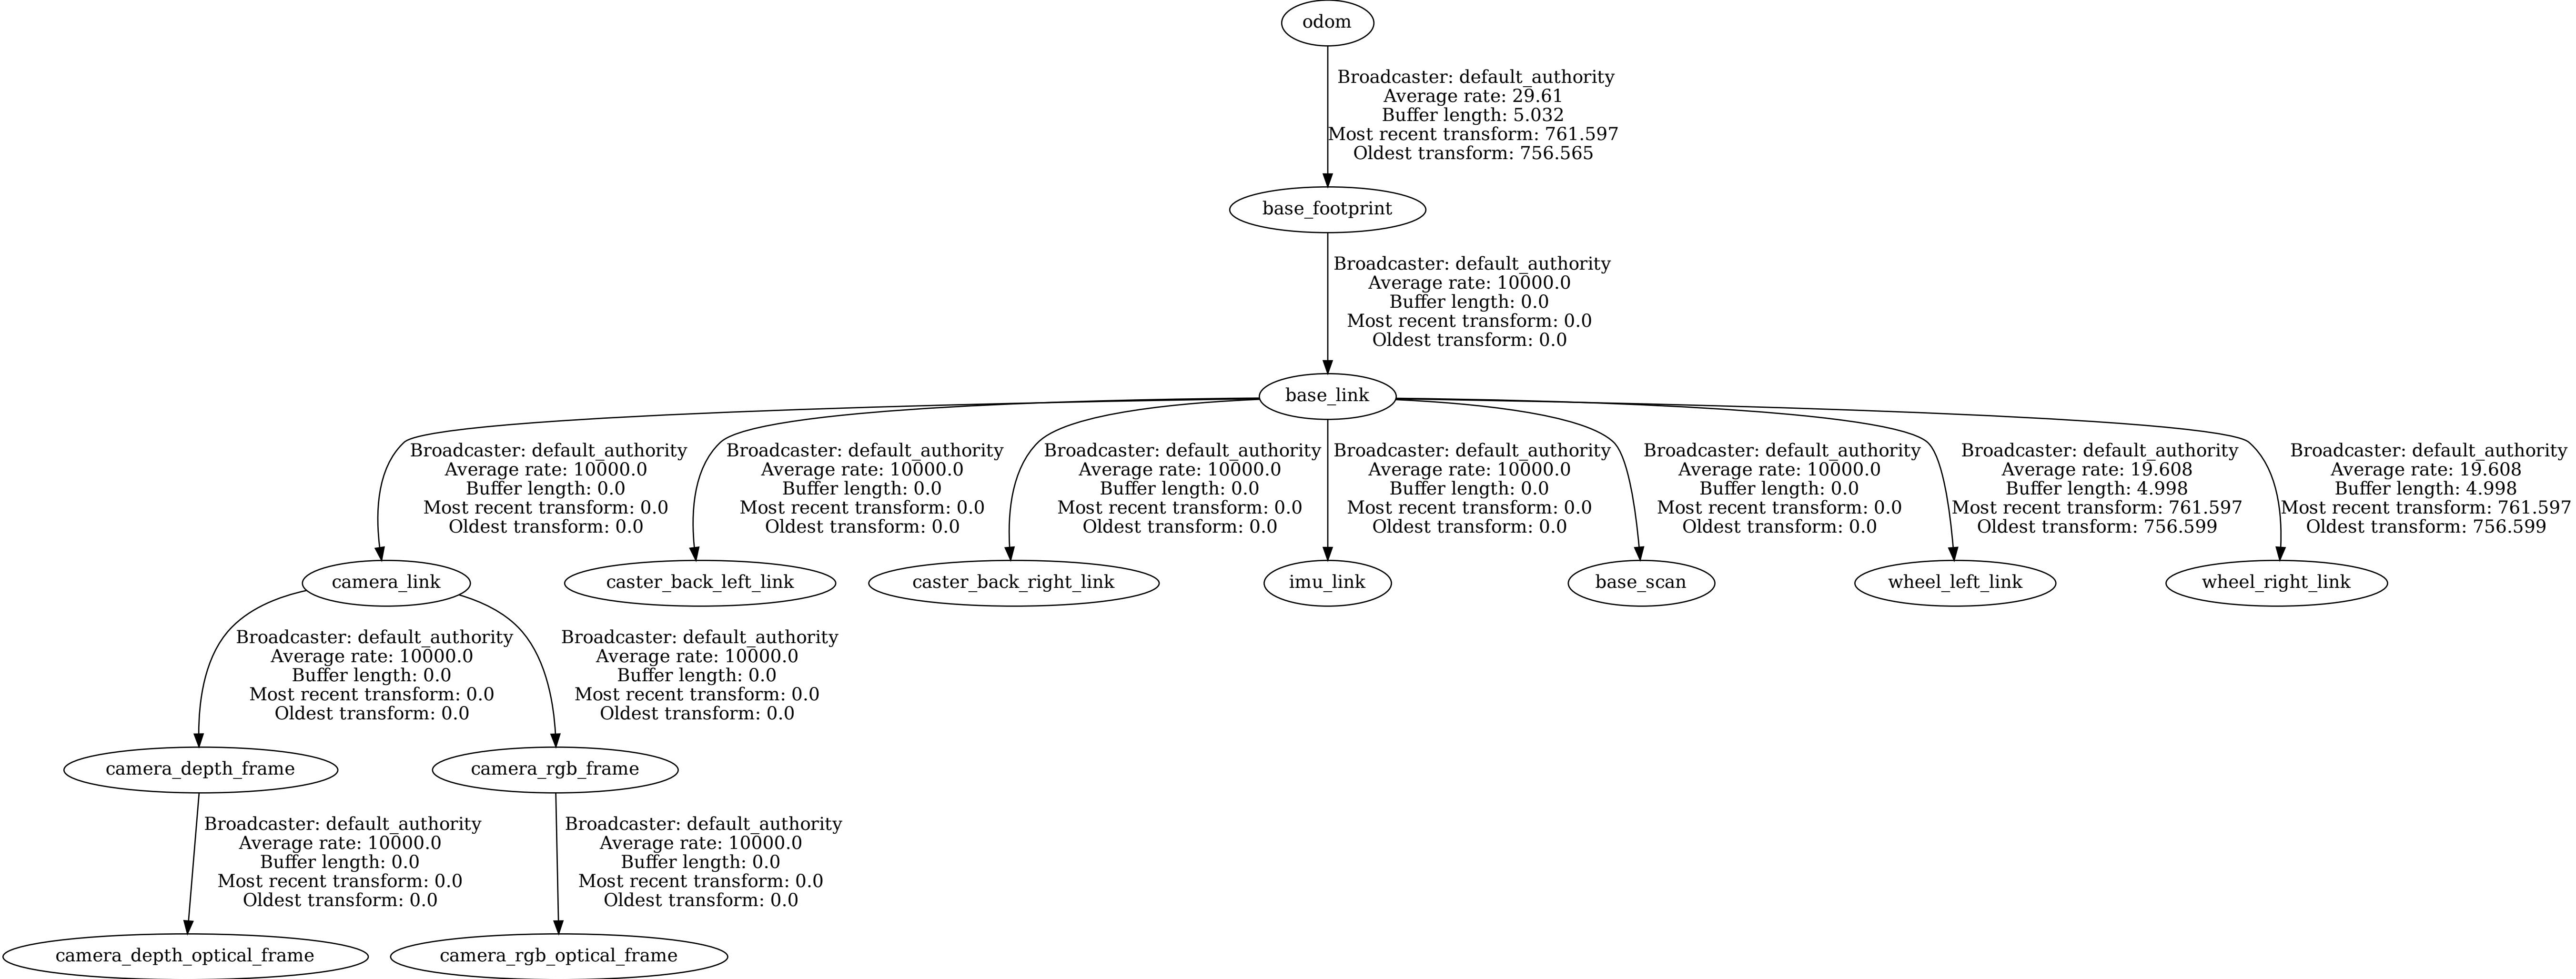 odom
Broadcaster: default_authority
Average rate: 29.61
Buffer length: 5.032
Most recent transform: 761.597
Oldest transform: 756.565
base_footprint
Broadcaster: default_authority
Average rate: 10000.0
Buffer length: 0.0
Most recent transform: 0.0
Oldest transform: 0.0
base_link
Broadcaster: default_authority
Average rate: 10000.0
Buffer length: 0.0
Most recent transform: 0.0
Oldest transform: 0.0
Broadcaster: default_authority
Average rate: 10000.0
Buffer length: 0.0
Most recent transform: 0.0
Oldest transform: 0.0
Broadcaster: default_authority
Average rate: 10000.0
Buffer length: 0.0
Most recent transform: 0.0
Oldest transform: 0.0
Broadcaster: default_authority
Average rate: 10000.0
Buffer length: 0.0
Most recent transform: 0.0
Oldest transform: 0.0
Broadcaster: default_authority
Average rate: 10000.0
Buffer length: 0.0
Most recent transform: 0.0
Oldest transform: 0.0
Broadcaster: default_authority
Average rate: 19.608
Buffer length: 4.998
Most recent transform: 761.597
Oldest transform: 756.599
Broadcaster: default_authority
Average rate: 19.608
Buffer length: 4.998
Most recent transform: 761.597
Oldest transform: 756.599
camera_link
caster_back_left_link
caster_back_right_link
imu_link
base_scan
wheel_left_link
wheel_right_link
Broadcaster: default_authority
Average rate: 10000.0
Buffer length: 0.0
Most recent transform: 0.0
Oldest transform: 0.0
Broadcaster: default_authority
Average rate: 10000.0
Buffer length: 0.0
Most recent transform: 0.0
Oldest transform: 0.0
camera_depth_frame
camera_rgb_frame
Broadcaster: default_authority
Average rate: 10000.0
Buffer length: 0.0
Most recent transform: 0.0
Oldest transform: 0.0
Broadcaster: default_authority
Average rate: 10000.0
Buffer length: 0.0
Most recent transform: 0.0
Oldest transform: 0.0
camera_depth_optical_frame
camera_rgb_optical_frame